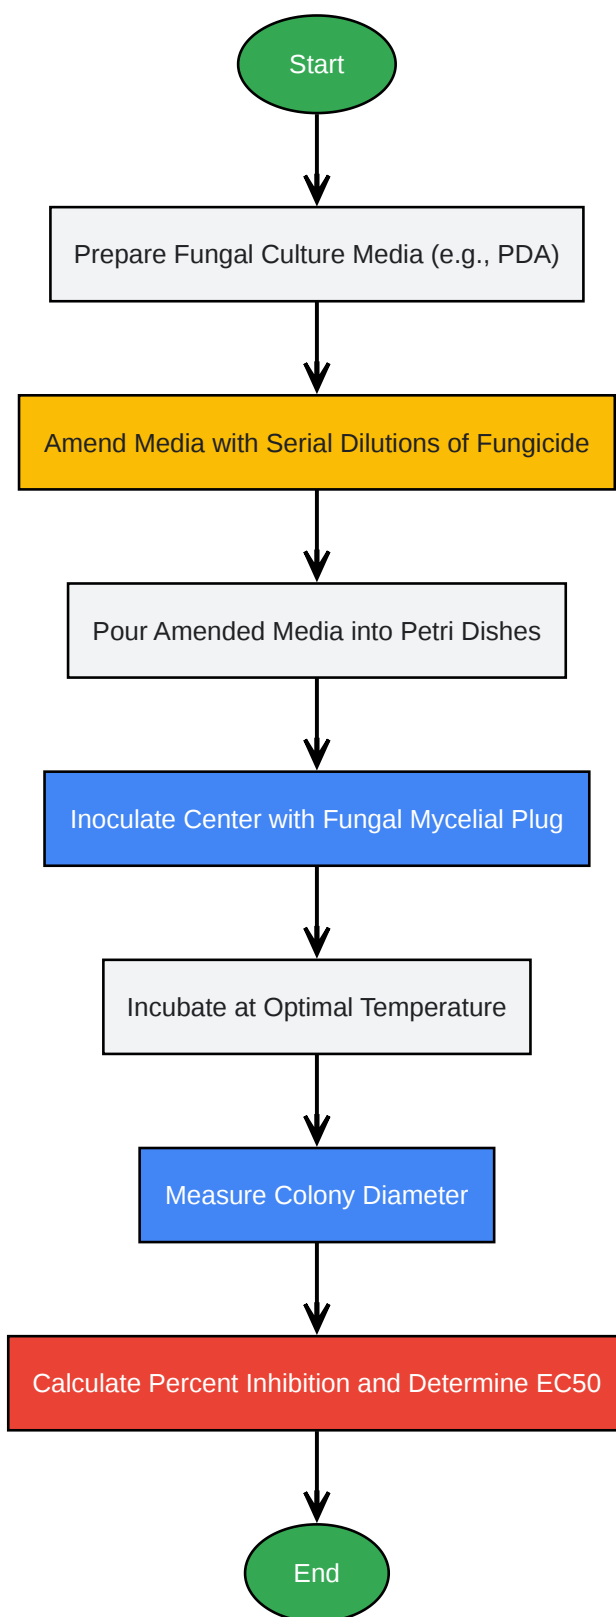 Start
Prepare Fungal Culture Media (e.g., PDA)
Amend Media with Serial Dilutions of Fungicide
Pour Amended Media into Petri Dishes
Inoculate Center with Fungal Mycelial Plug
Incubate at Optimal Temperature
Measure Colony Diameter
Calculate Percent Inhibition and Determine EC50
End